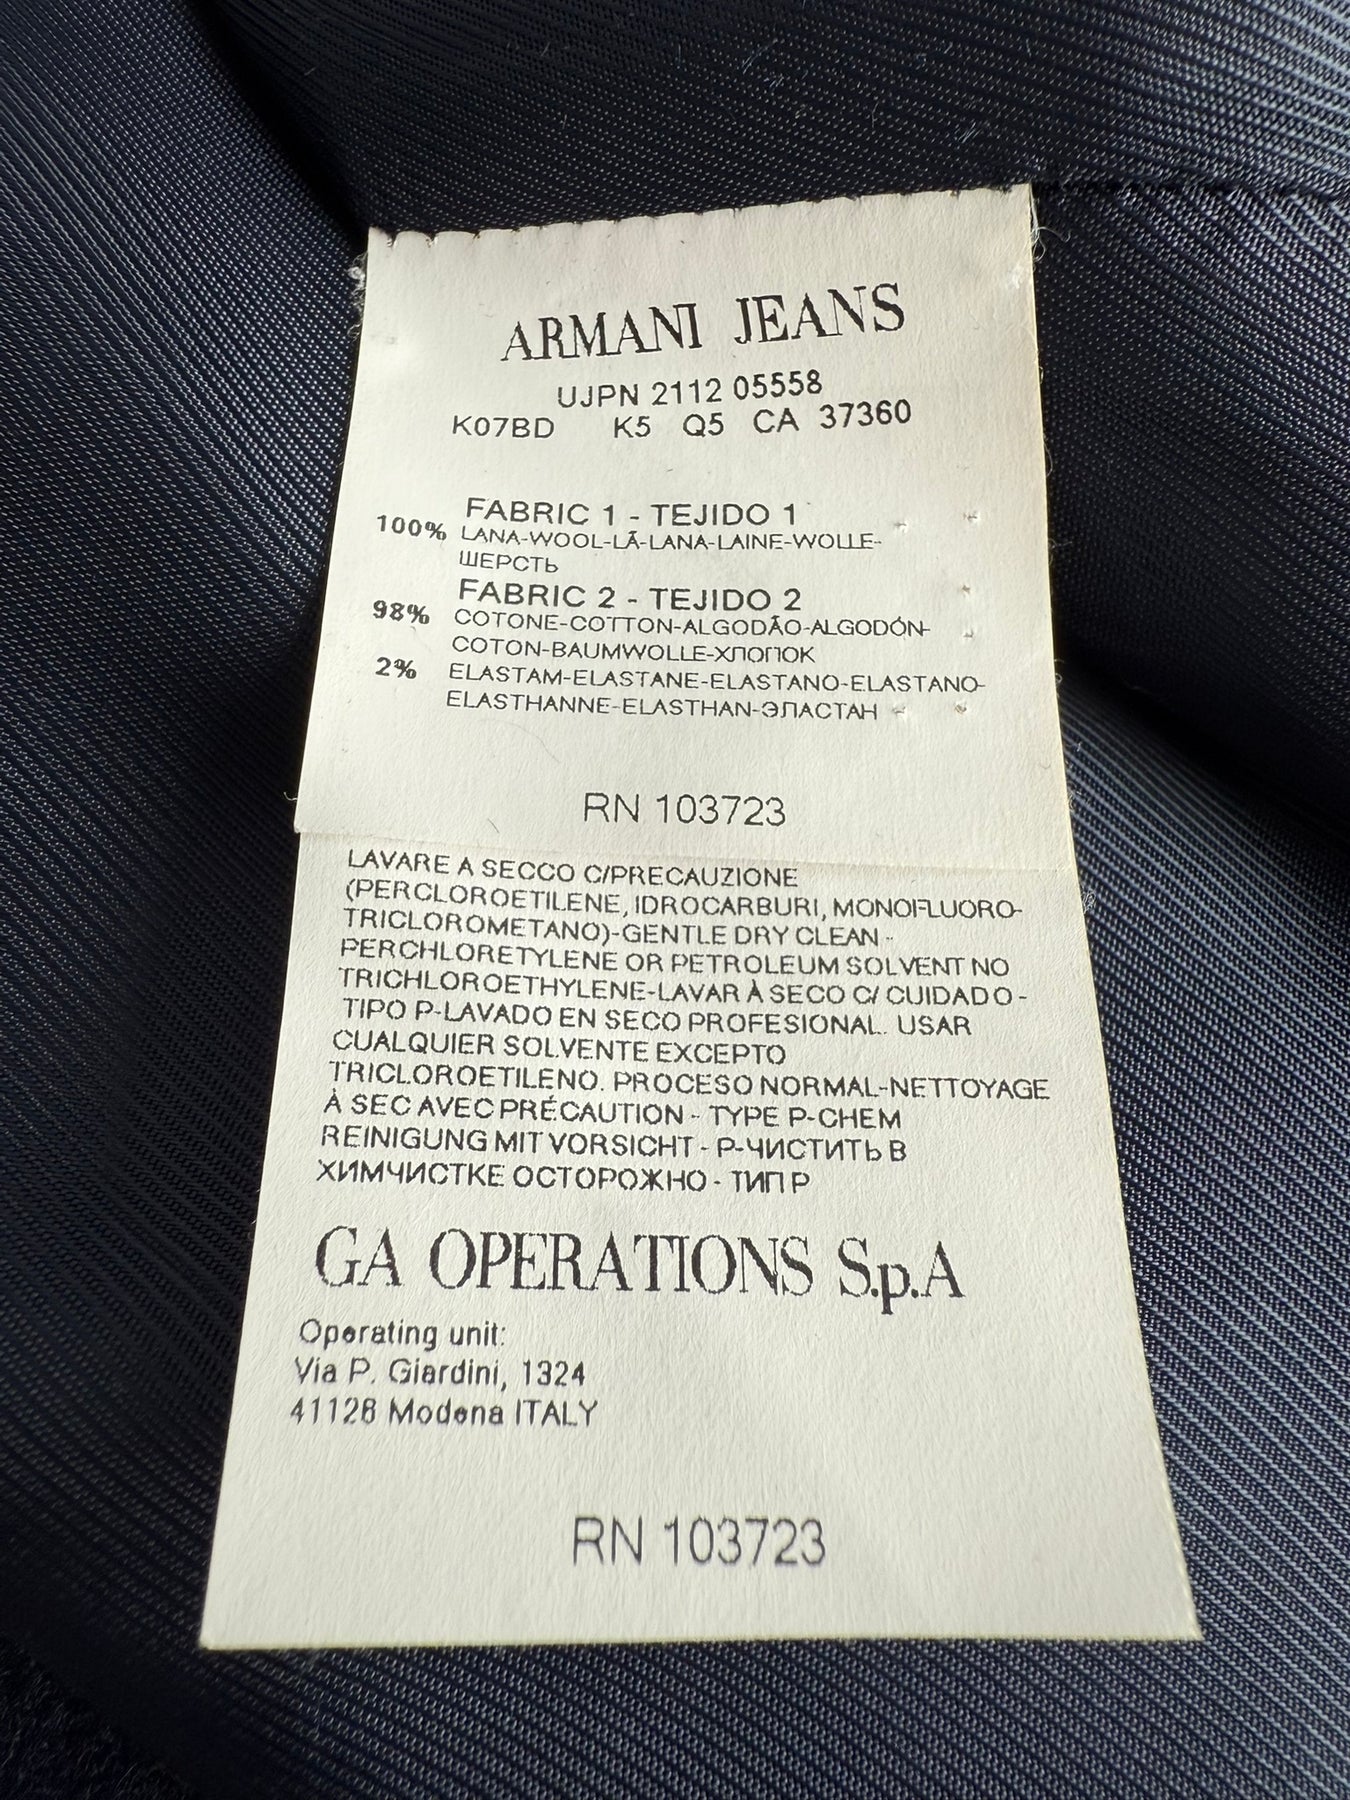 ARMANI JEANS
UJPN 2112 05558
K07BD K5 Q5 CA 37360
FABRIC 1 - TEJIDO 1
100% LANA-WOOL-LÃ-LANA-LAINE-WOLLE-
ШЕРСТЬ
FABRIC 2 - TEJIDO 2
98% COTONE-COTTON-ALGODÃO-ALGODÓN-
COTON-BAUMWOLLE-ХЛОПОК
2% ELASTAM-ELASTANE-ELASTANO-ELASTANO-
ELASTHANNE-ELASTHAN-ЭЛАСТАН
RN 103723
LAVARE A SECCO C/PRECAUZIONE
(PERCLOROETILENE, IDROCARBURI, MONOFLUORO-
TRICLOROMETANO)-GENTLE DRY CLEAN -
PERCHLORETYLENE OR PETROLEUM SOLVENT NO
TRICHLOROETHYLENE-LAVAR À SECO C/ CUIDADO -
TIPO P-LAVADO EN SECO PROFESIONAL. USAR
CUALQUIER SOLVENTE EXCEPTO
TRICLOROETILENO. PROCESO NORMAL-NETTOYAGE
À SEC AVEC PRÉCAUTION - TYPE P-CHEM
REINIGUNG MIT VORSICHT - P-ЧИСТИТЬ В
ХИМЧИСТКЕ ОСТОРОЖНО - ТИП P
GA OPERATIONS S.p.A
Operating unit:
Via P. Giardini, 1324
41126 Modena ITALY
RN 103723